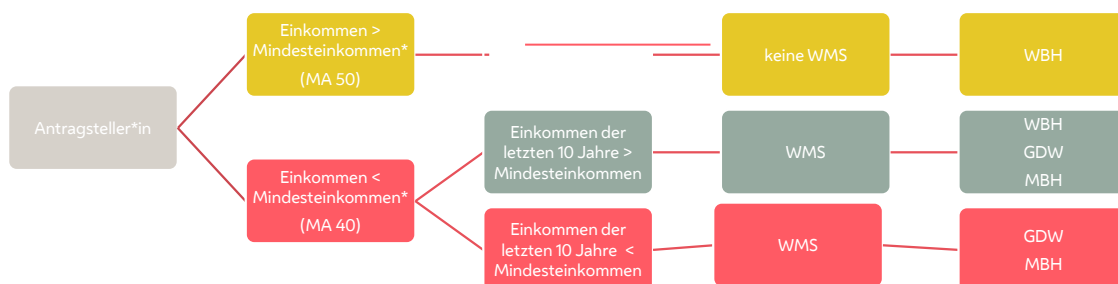 Antragsteller*in
Einkommen >
Mindesteinkommen*
(MA 50)
keine WMS
WBH
Einkommen <
Mindesteinkommen*
(MA 40)
Einkommen der
letzten 10 Jahre >
Mindesteinkommen
WMS
WBH
GDW
MBH
Einkommen der
letzten 10 Jahre <
Mindesteinkommen
WMS
GDW
MBH